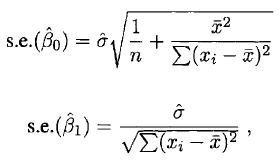 s.e.(β̂₀) = σ̂ √(1/n + x̄²/∑(xᵢ − x̄)²)
s.e.(β̂₁) = σ̂/√∑(xᵢ − x̄)² ,